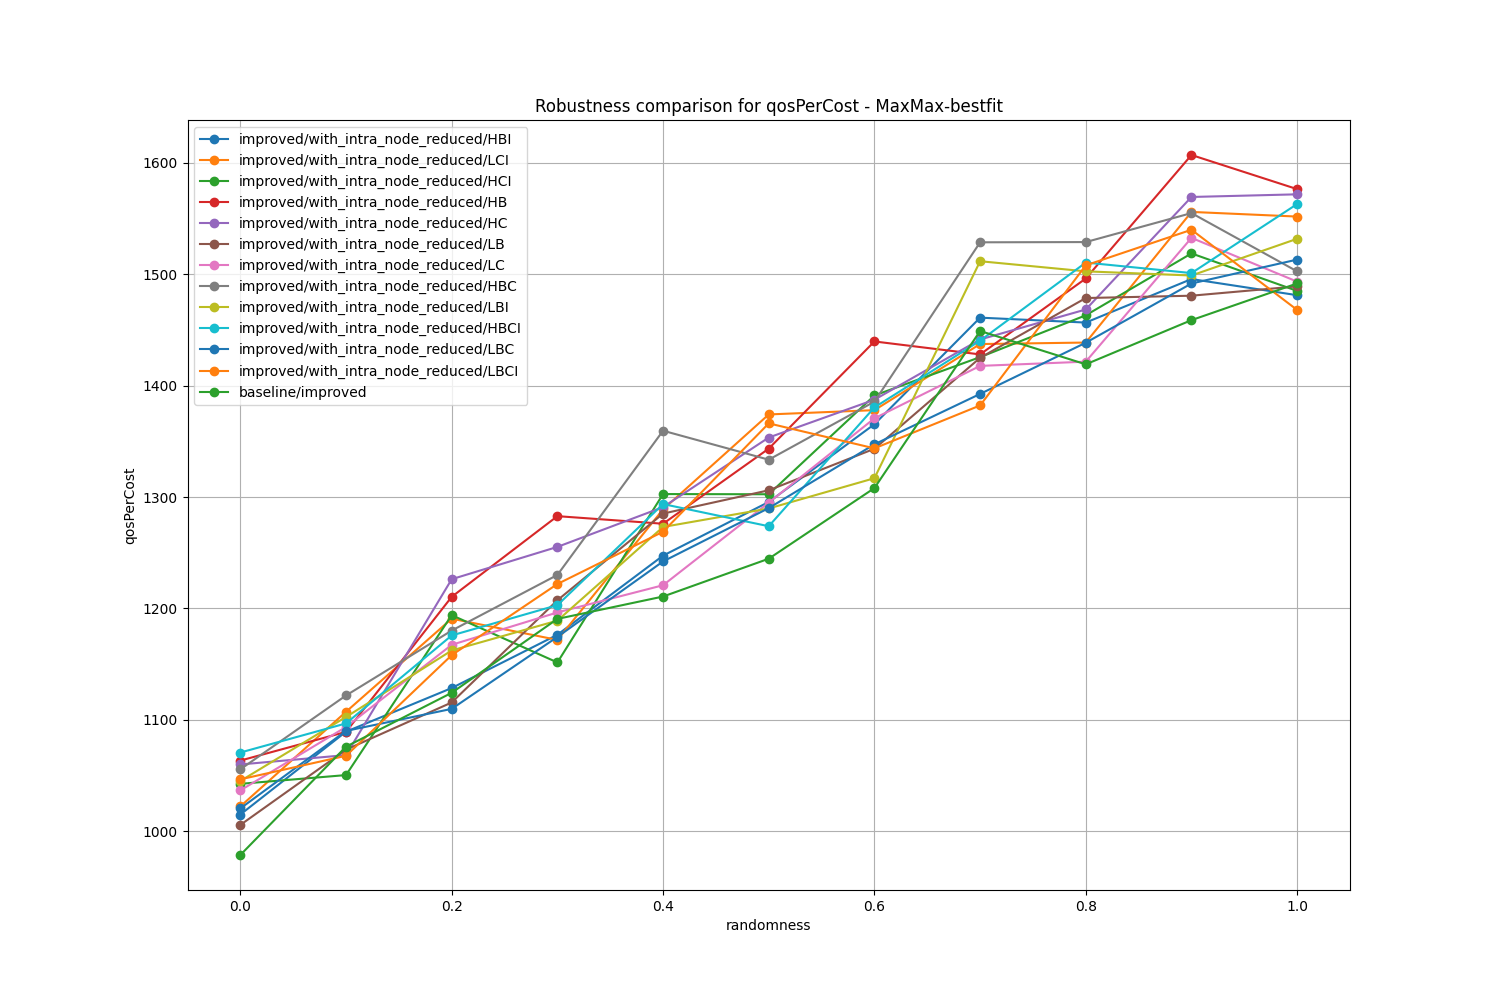 Robustness comparison for qosPerCost - MaxMax-bestfit
improved/with_intra_node_reduced/HBI
improved/with_intra_node_reduced/LCI
improved/with_intra_node_reduced/HCI
improved/with_intra_node_reduced/HB
improved/with_intra_node_reduced/HC
improved/with_intra_node_reduced/LB
improved/with_intra_node_reduced/LC
improved/with_intra_node_reduced/HBC
improved/with_intra_node_reduced/LBI
improved/with_intra_node_reduced/HBCI
improved/with_intra_node_reduced/LBC
improved/with_intra_node_reduced/LBCI
baseline/improved
1600
1500
1400
1300
1200
1100
1000
qosPerCost
0.0 0.2 0.4 0.6 0.8 1.0
randomness